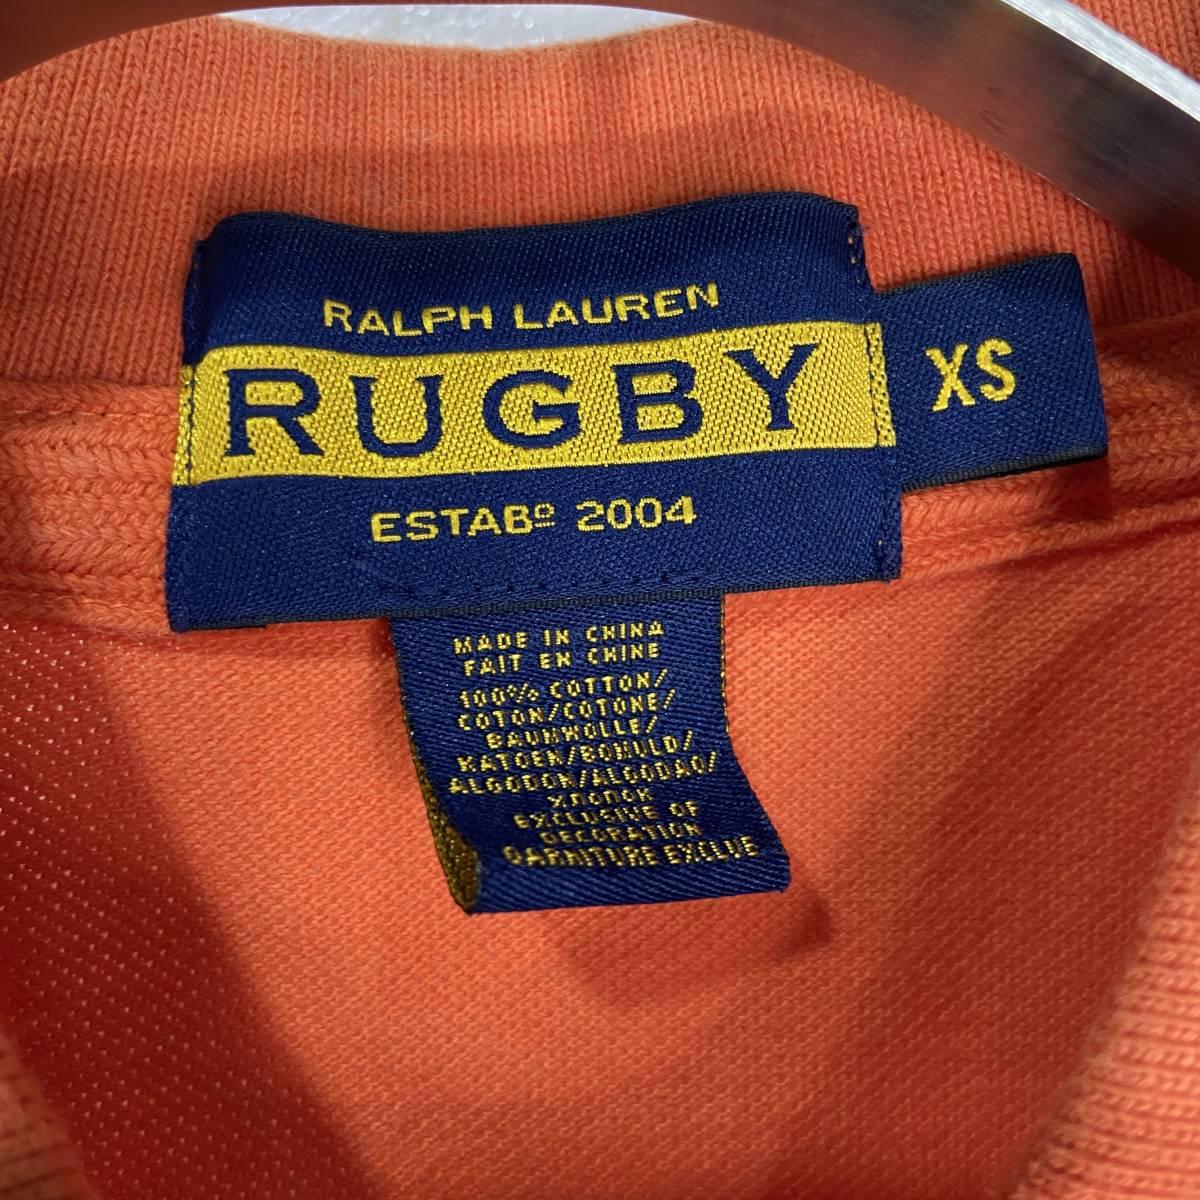 RALPH LAUREN
RUGBY
XS
ESTABº 2004
MADE IN CHINA
FAIT EN CHINE
100% COTTON/
COTON/COTONE/
BAUMWOLLE/
KATOEN/BOMULD/
ALGODON/ALGODAO/
ХЛОПОК
EXCLUSIVE OF
DECORATION
GARNITURE EXCLUE